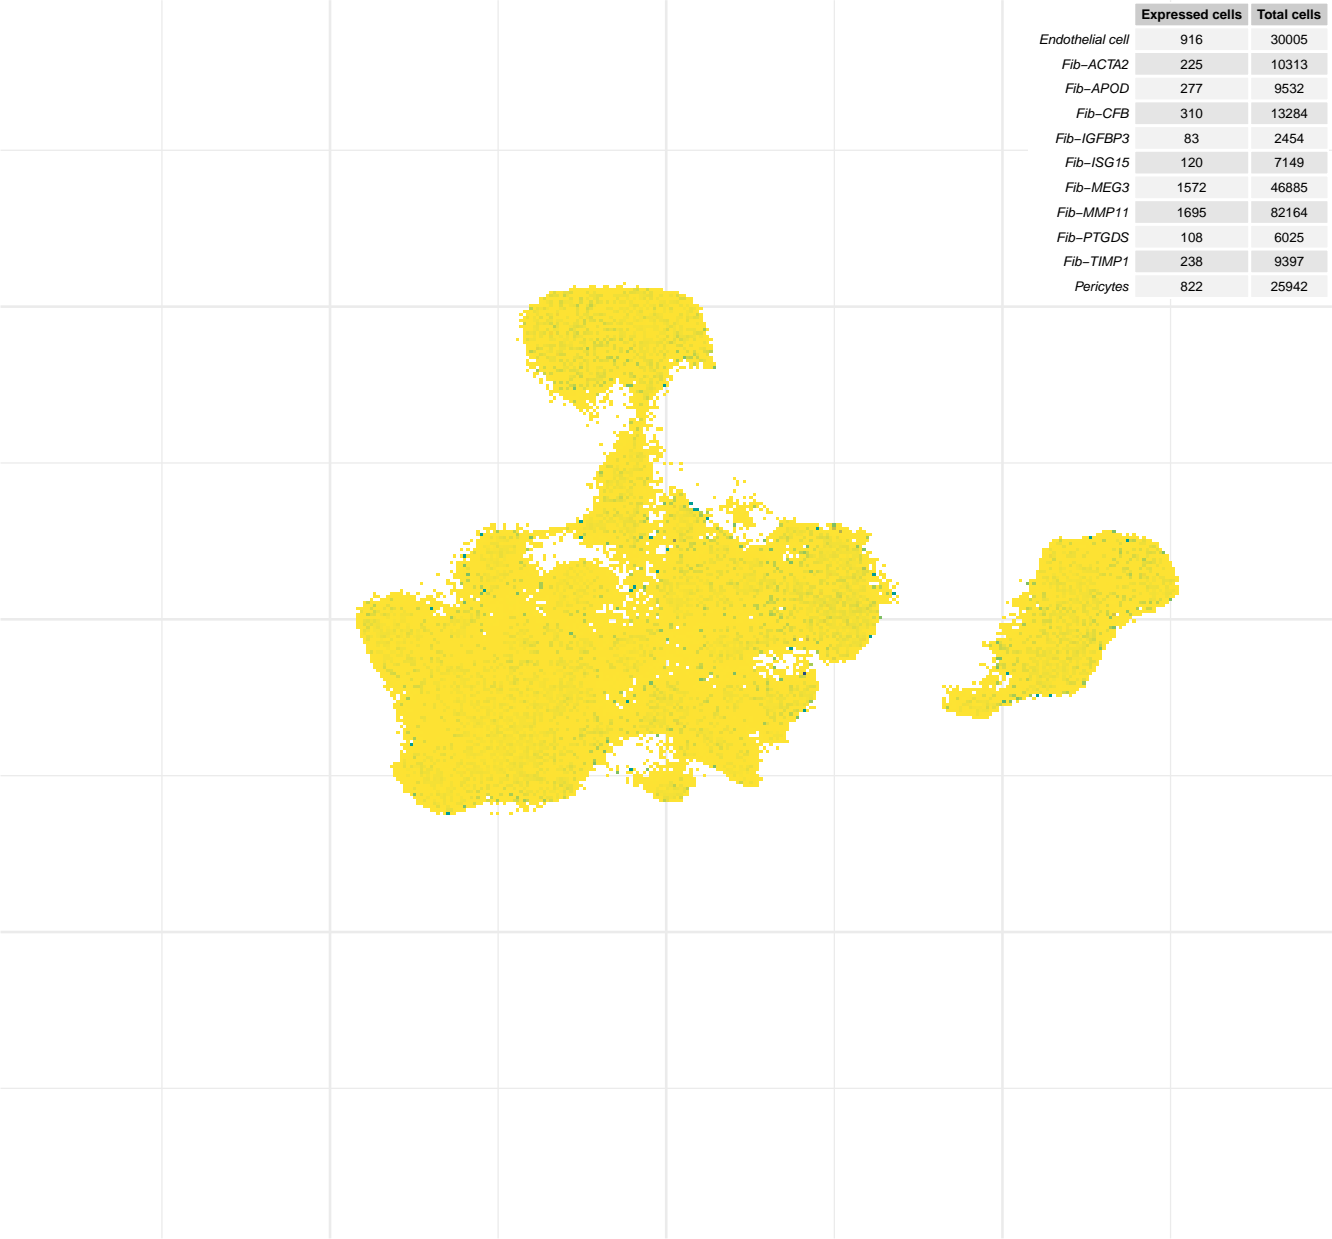 Expressed cells Total cells
Endothelial cell 916 30005
Fib−ACTA2 225 10313
Fib−APOD 277 9532
Fib−CFB 310 13284
Fib−IGFBP3 83 2454
Fib−ISG15 120 7149
Fib−MEG3 1572 46885
Fib−MMP11 1695 82164
Fib−PTGDS 108 6025
Fib−TIMP1 238 9397
Pericytes 822 25942